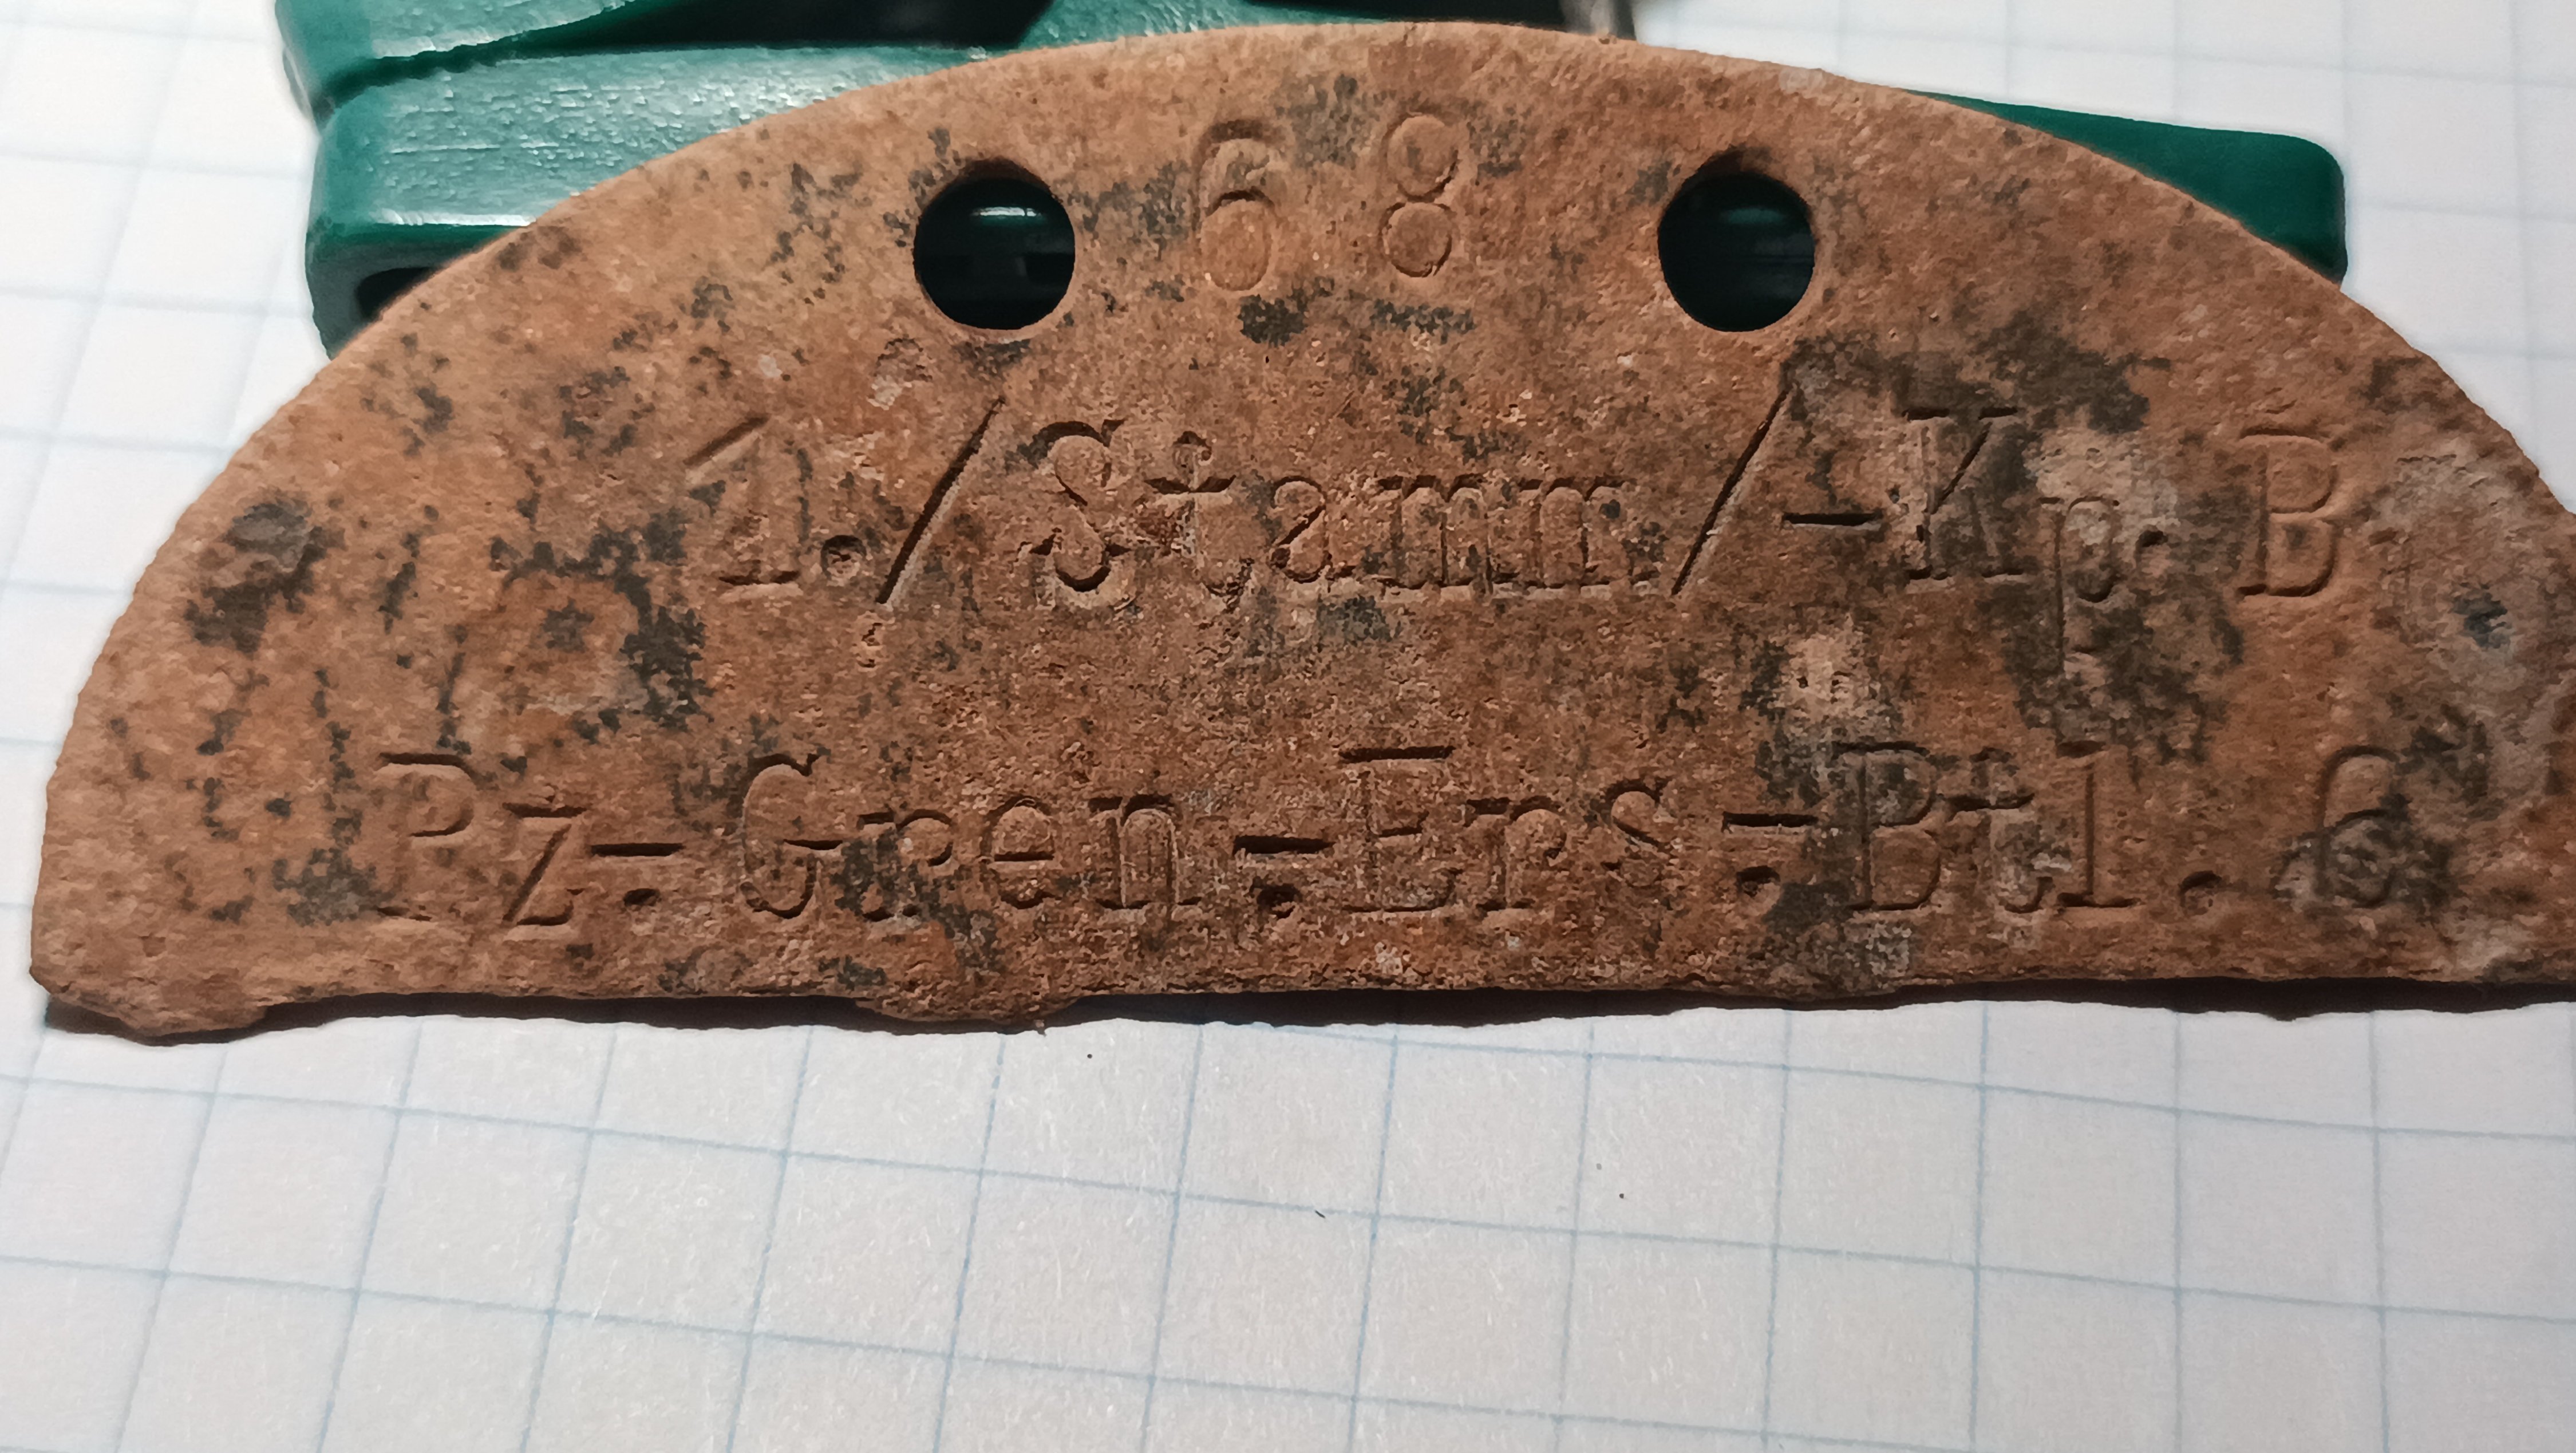 68
1./Stamm/-Kp. B
Pz.-Gren.-Ers.-Btl. 6